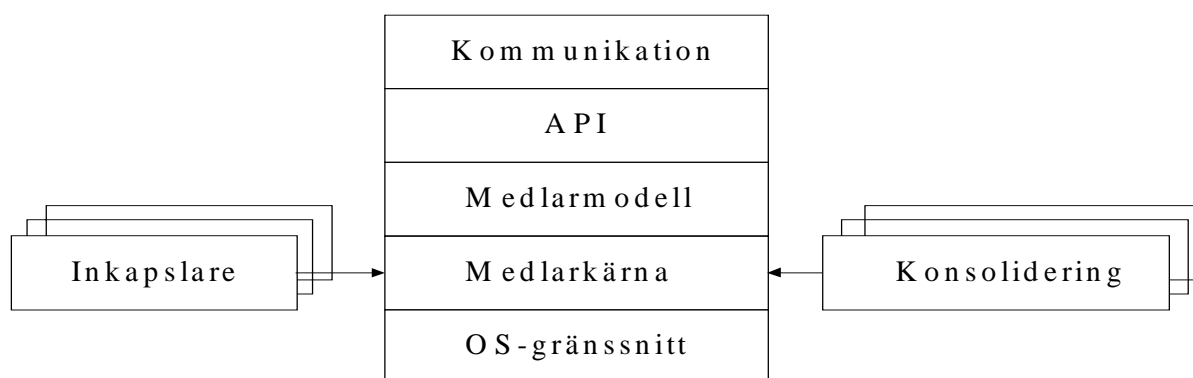 Kommunikation
API
Medlarmodell
Inkapslare
Medlarkärna
Konsolidering
OS-gränssnitt